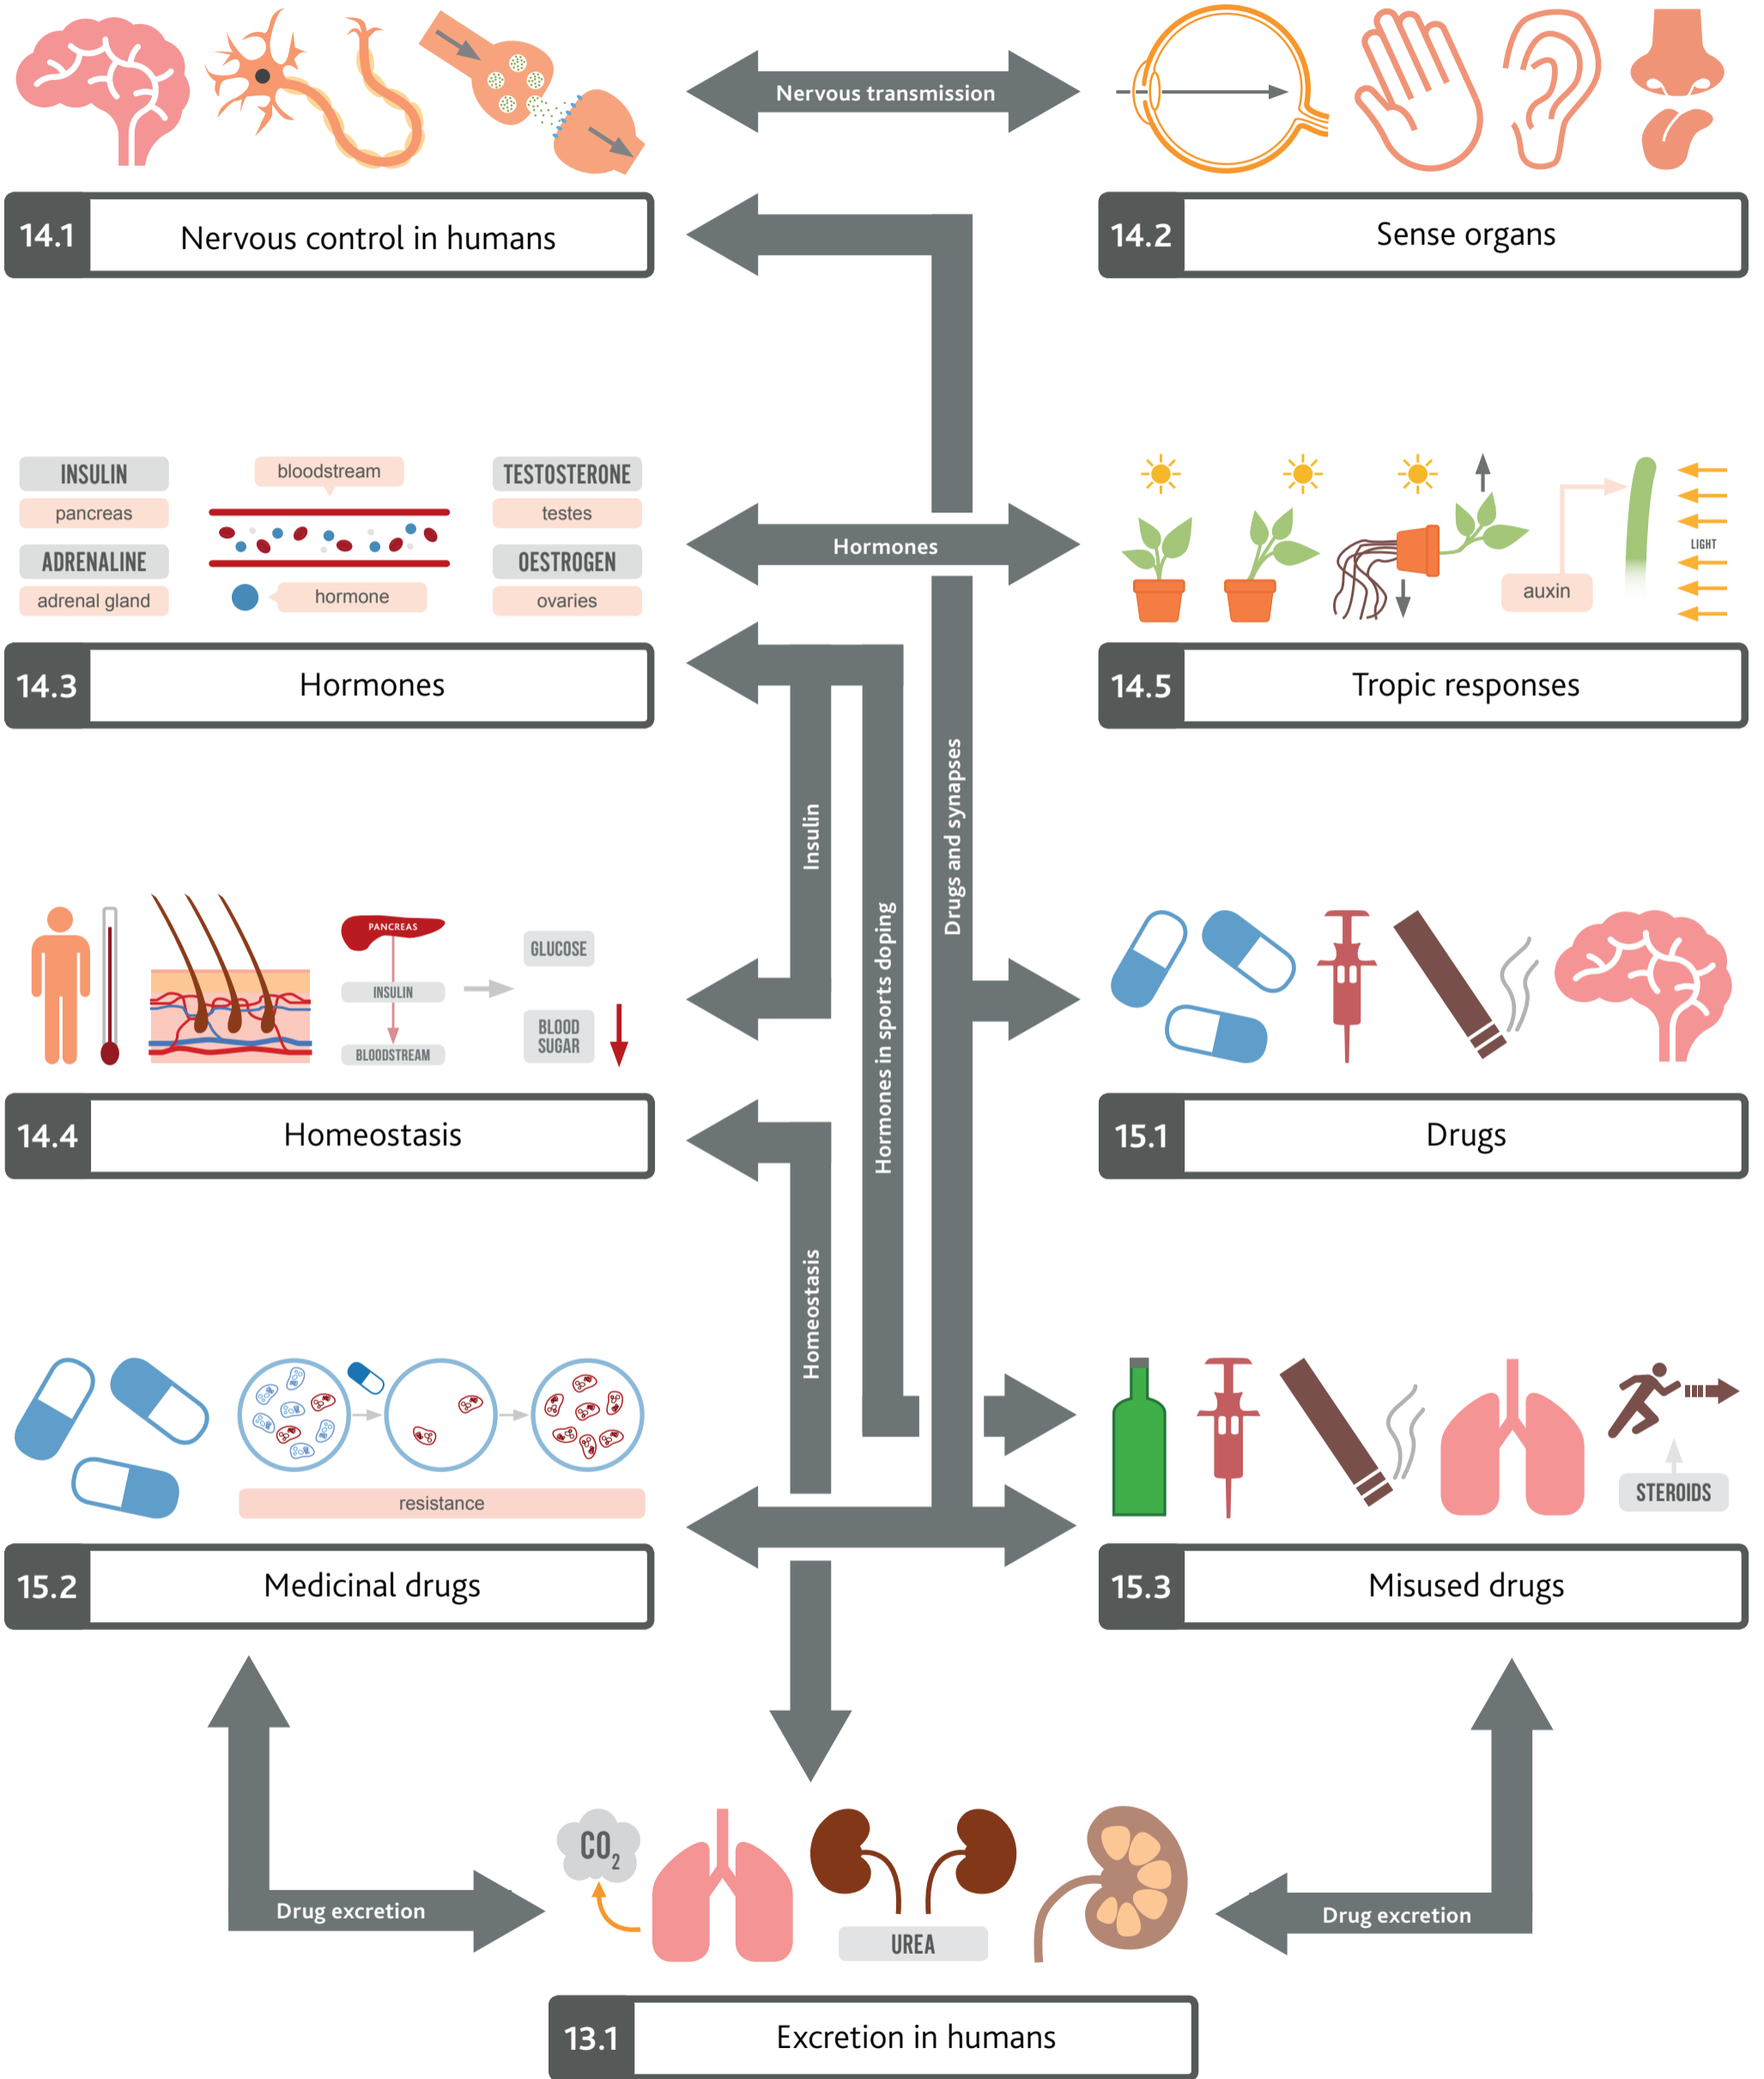 Nervous transmission
14.1
Nervous control in humans
14.2
Sense organs
INSULIN
pancreas
ADRENALINE
adrenal gland
bloodstream
hormone
TESTOSTERONE
testes
OESTROGEN
ovaries
Hormones
auxin
LIGHT
14.3
Hormones
14.5
Tropic responses
Insulin
Hormones in sports doping
Drugs and synapses
PANCREAS
INSULIN
BLOODSTREAM
GLUCOSE
BLOOD
SUGAR
14.4
Homeostasis
15.1
Drugs
Homeostasis
resistance
STEROIDS
15.2
Medicinal drugs
15.3
Misused drugs
Drug excretion
CO₂
UREA
Drug excretion
13.1
Excretion in humans